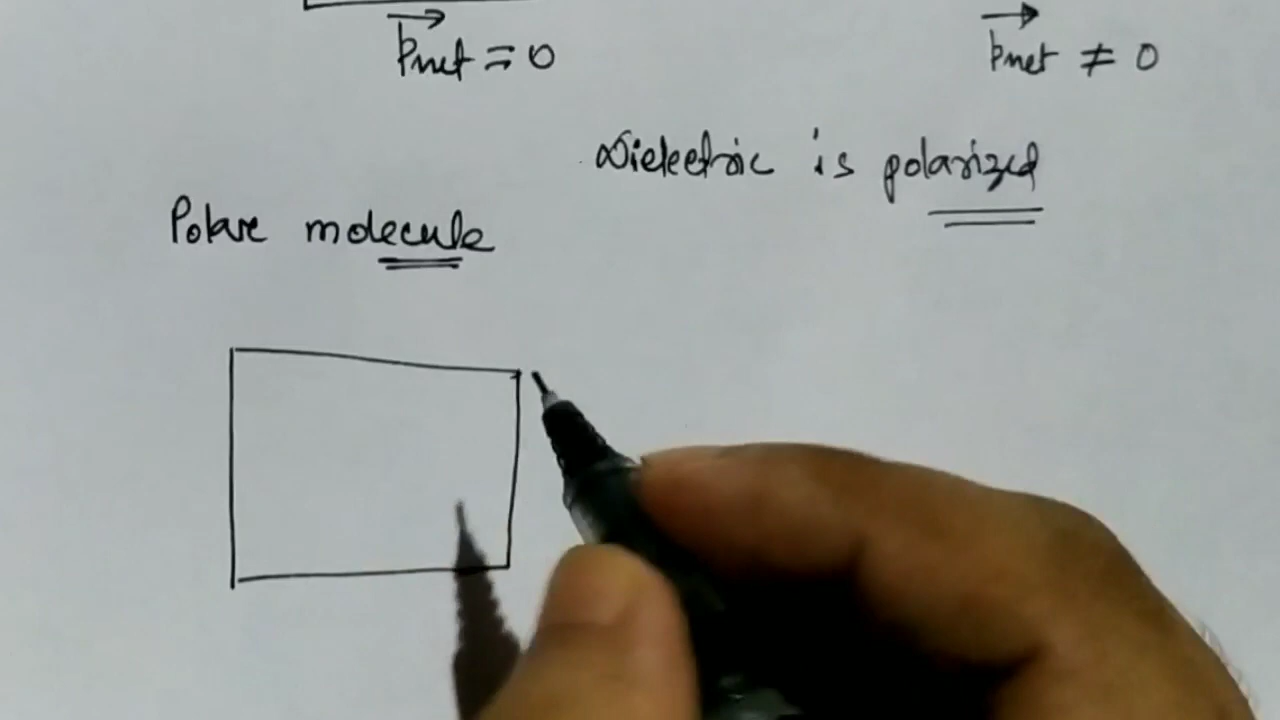 → →
Pnet = 0 Pnet ≠ 0
Dielectric is polarized
Polar molecule